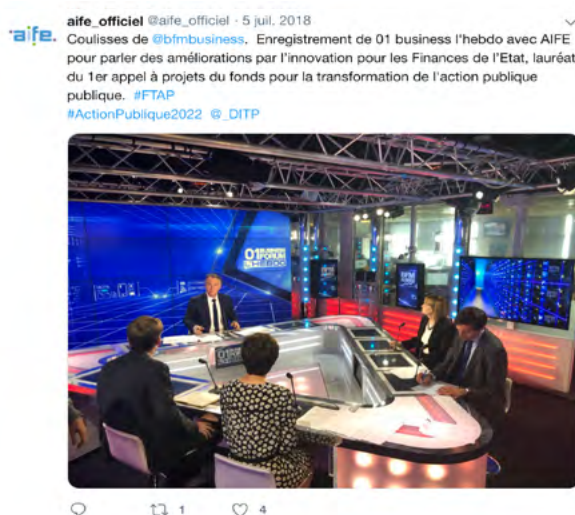 aife_officiel @aife_officiel · 5 juil. 2018
aife.
Coulisses de @bfmbusiness. Enregistrement de 01 business l'hebdo avec AIFE
pour parler des améliorations par l'innovation pour les Finances de l'Etat, lauréat
du 1er appel à projets du fonds pour la transformation de l'action publique
publique. #FTAP
#ActionPublique2022 @_DITP
01 BUSINESS
FORUM
HEBDO
BFM
1
4